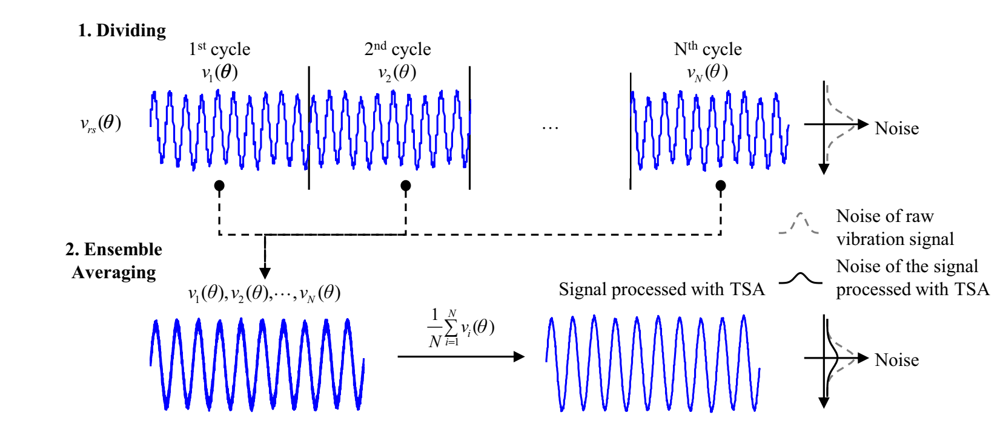 1. Dividing
1st cycle
v1(θ)
2nd cycle
v2(θ)
Nth cycle
vN(θ)
vrs(θ)
…
Noise
Noise of raw
vibration signal
2. Ensemble
Averaging
Noise of the signal
processed with TSA
v1(θ), v2(θ),⋯, vN(θ)
Signal processed with TSA
1/N ∑_{i=1}^{N} vi(θ)
Noise